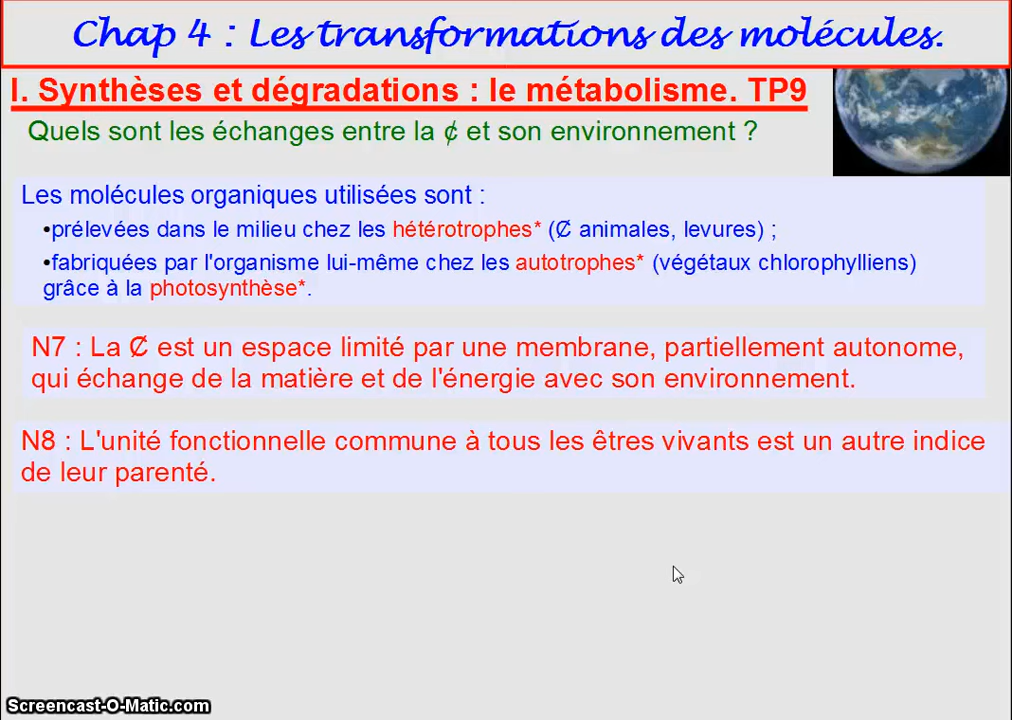 Chap 4 : Les transformations des molécules.
I. Synthèses et dégradations : le métabolisme. TP9
Quels sont les échanges entre la ¢ et son environnement ?
Les molécules organiques utilisées sont :
•prélevées dans le milieu chez les hétérotrophes* (Ȼ animales, levures) ;
•fabriquées par l'organisme lui-même chez les autotrophes* (végétaux chlorophylliens)
grâce à la photosynthèse*.
N7 : La Ȼ est un espace limité par une membrane, partiellement autonome,
qui échange de la matière et de l'énergie avec son environnement.
N8 : L'unité fonctionnelle commune à tous les êtres vivants est un autre indice
de leur parenté.
Screencast-O-Matic.com